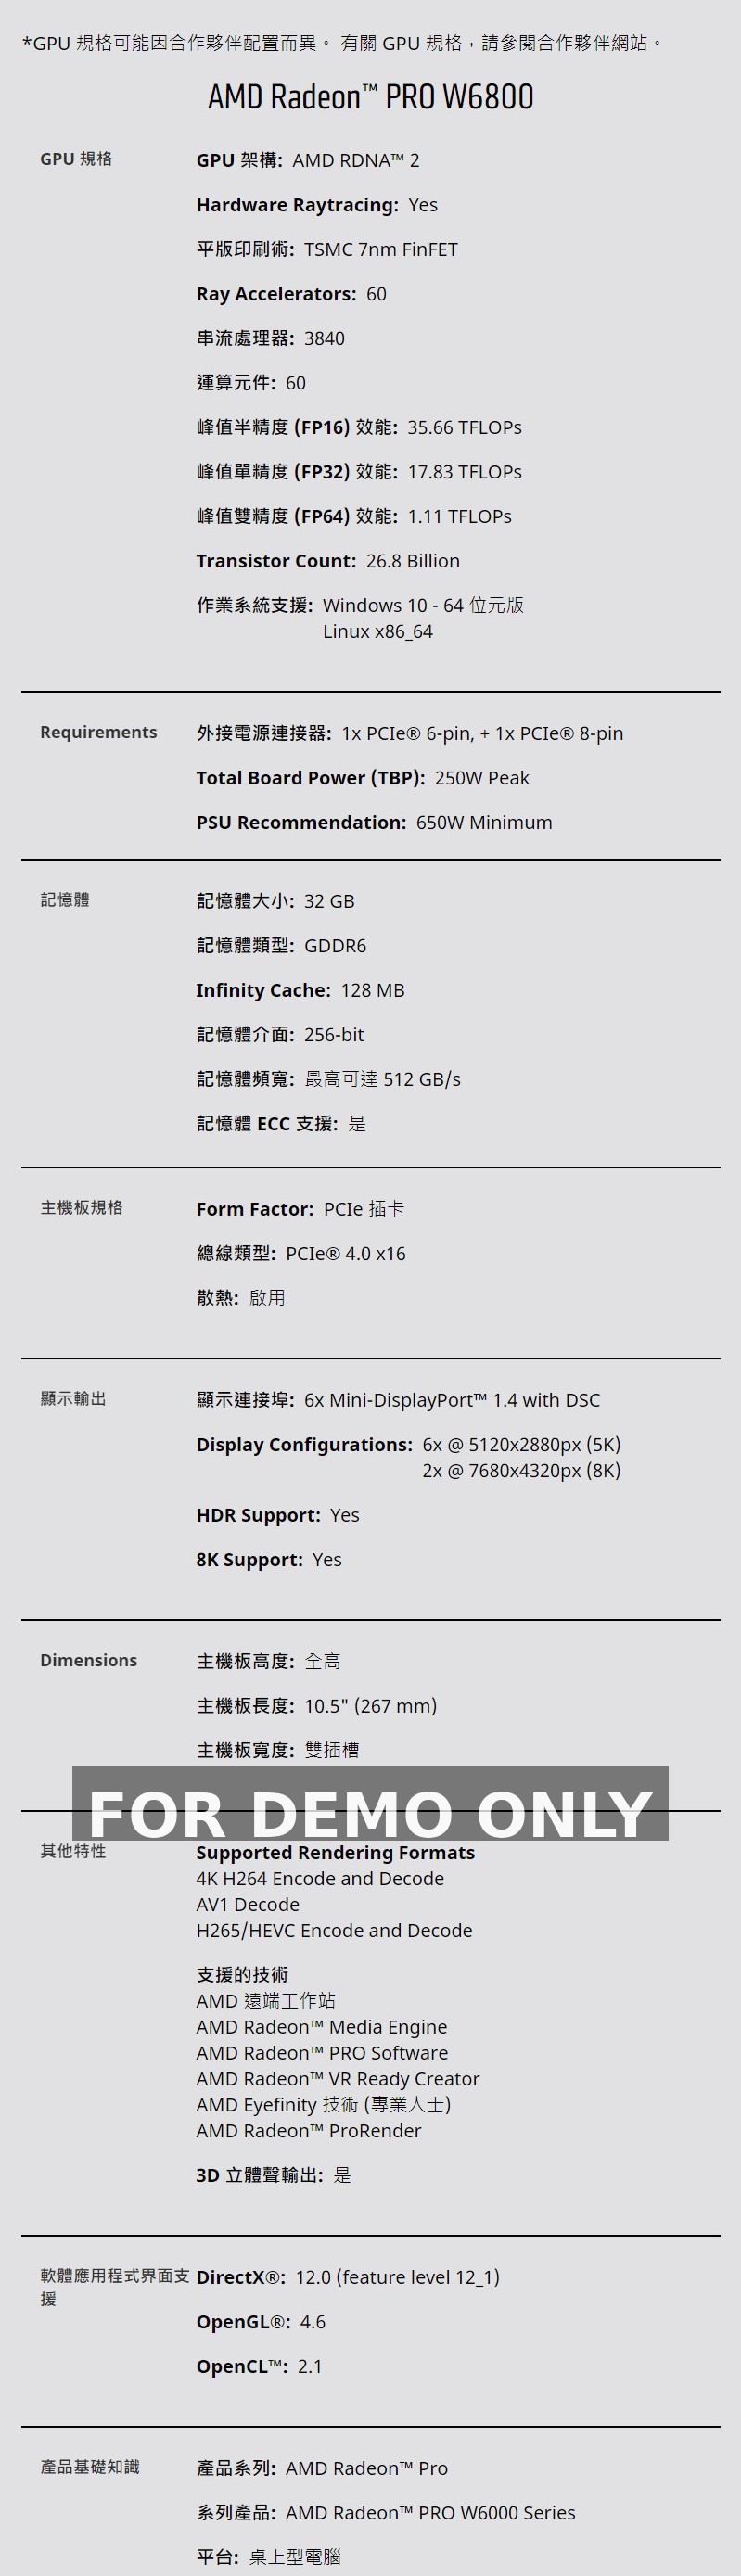 *GPU 規格可能因合作夥伴配置而異。 有關 GPU 規格，請參閱合作夥伴網站。
AMD Radeon™ PRO W6800
GPU 規格
GPU 架構: AMD RDNA™ 2
Hardware Raytracing: Yes
平版印刷術: TSMC 7nm FinFET
Ray Accelerators: 60
串流處理器: 3840
運算元件: 60
峰值半精度 (FP16) 效能: 35.66 TFLOPs
峰值單精度 (FP32) 效能: 17.83 TFLOPs
峰值雙精度 (FP64) 效能: 1.11 TFLOPs
Transistor Count: 26.8 Billion
作業系統支援: Windows 10 - 64 位元版
Linux x86_64
Requirements
外接電源連接器: 1x PCIe® 6-pin, + 1x PCIe® 8-pin
Total Board Power (TBP): 250W Peak
PSU Recommendation: 650W Minimum
記憶體
記憶體大小: 32 GB
記憶體類型: GDDR6
Infinity Cache: 128 MB
記憶體介面: 256-bit
記憶體頻寬: 最高可達 512 GB/s
記憶體 ECC 支援: 是
主機板規格
Form Factor: PCIe 插卡
總線類型: PCIe® 4.0 x16
散熱: 啟用
顯示輸出
顯示連接埠: 6x Mini-DisplayPort™ 1.4 with DSC
Display Configurations: 6x @ 5120x2880px (5K)
2x @ 7680x4320px (8K)
HDR Support: Yes
8K Support: Yes
Dimensions
主機板高度: 全高
主機板長度: 10.5" (267 mm)
主機板寬度: 雙插槽
FOR DEMO ONLY
其他特性
Supported Rendering Formats
4K H264 Encode and Decode
AV1 Decode
H265/HEVC Encode and Decode
支援的技術
AMD 遠端工作站
AMD Radeon™ Media Engine
AMD Radeon™ PRO Software
AMD Radeon™ VR Ready Creator
AMD Eyefinity 技術 (專業人士)
AMD Radeon™ ProRender
3D 立體聲輸出: 是
軟體應用程式界面支
援
DirectX®: 12.0 (feature level 12_1)
OpenGL®: 4.6
OpenCL™: 2.1
產品基礎知識
產品系列: AMD Radeon™ Pro
系列產品: AMD Radeon™ PRO W6000 Series
平台: 桌上型電腦